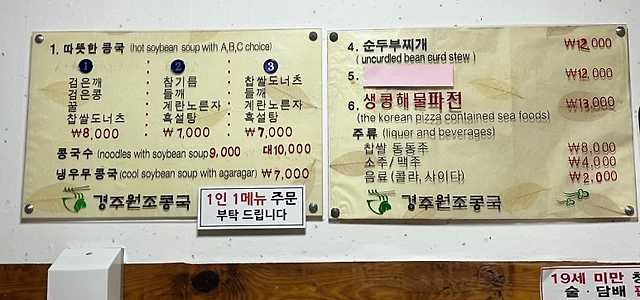 1. 따뜻한 콩국 (hot soybean soup with A,B,C choice)
1 2 3
검은깨 참기름 찹쌀도너츠
검은콩 들깨 들깨
꿀 계란노른자 계란노른자
찹쌀도너츠 흑설탕 흑설탕
₩8,000 ₩7,000 ₩7,000
콩국수 (noodles with soybean soup 9,000 대10,000
냉우무콩국 (cool soybean soup with agaragar) ₩7,000
경주원조콩국
1인 1메뉴 주문
부탁 드립니다
4. 순두부찌개 ₩12,000
( uncurdled bean curd stew )
5. ₩12,000
6. 생콩해물파전 ₩13,000
(the korean pizza contained sea foods)
주류 (liquor and beverages)
찹쌀 동동주 ₩8,000
소주/ 맥주 ₩4,000
음료 (콜라, 사이다) ₩2,000
경주원조콩국
19세 미만
술·담배